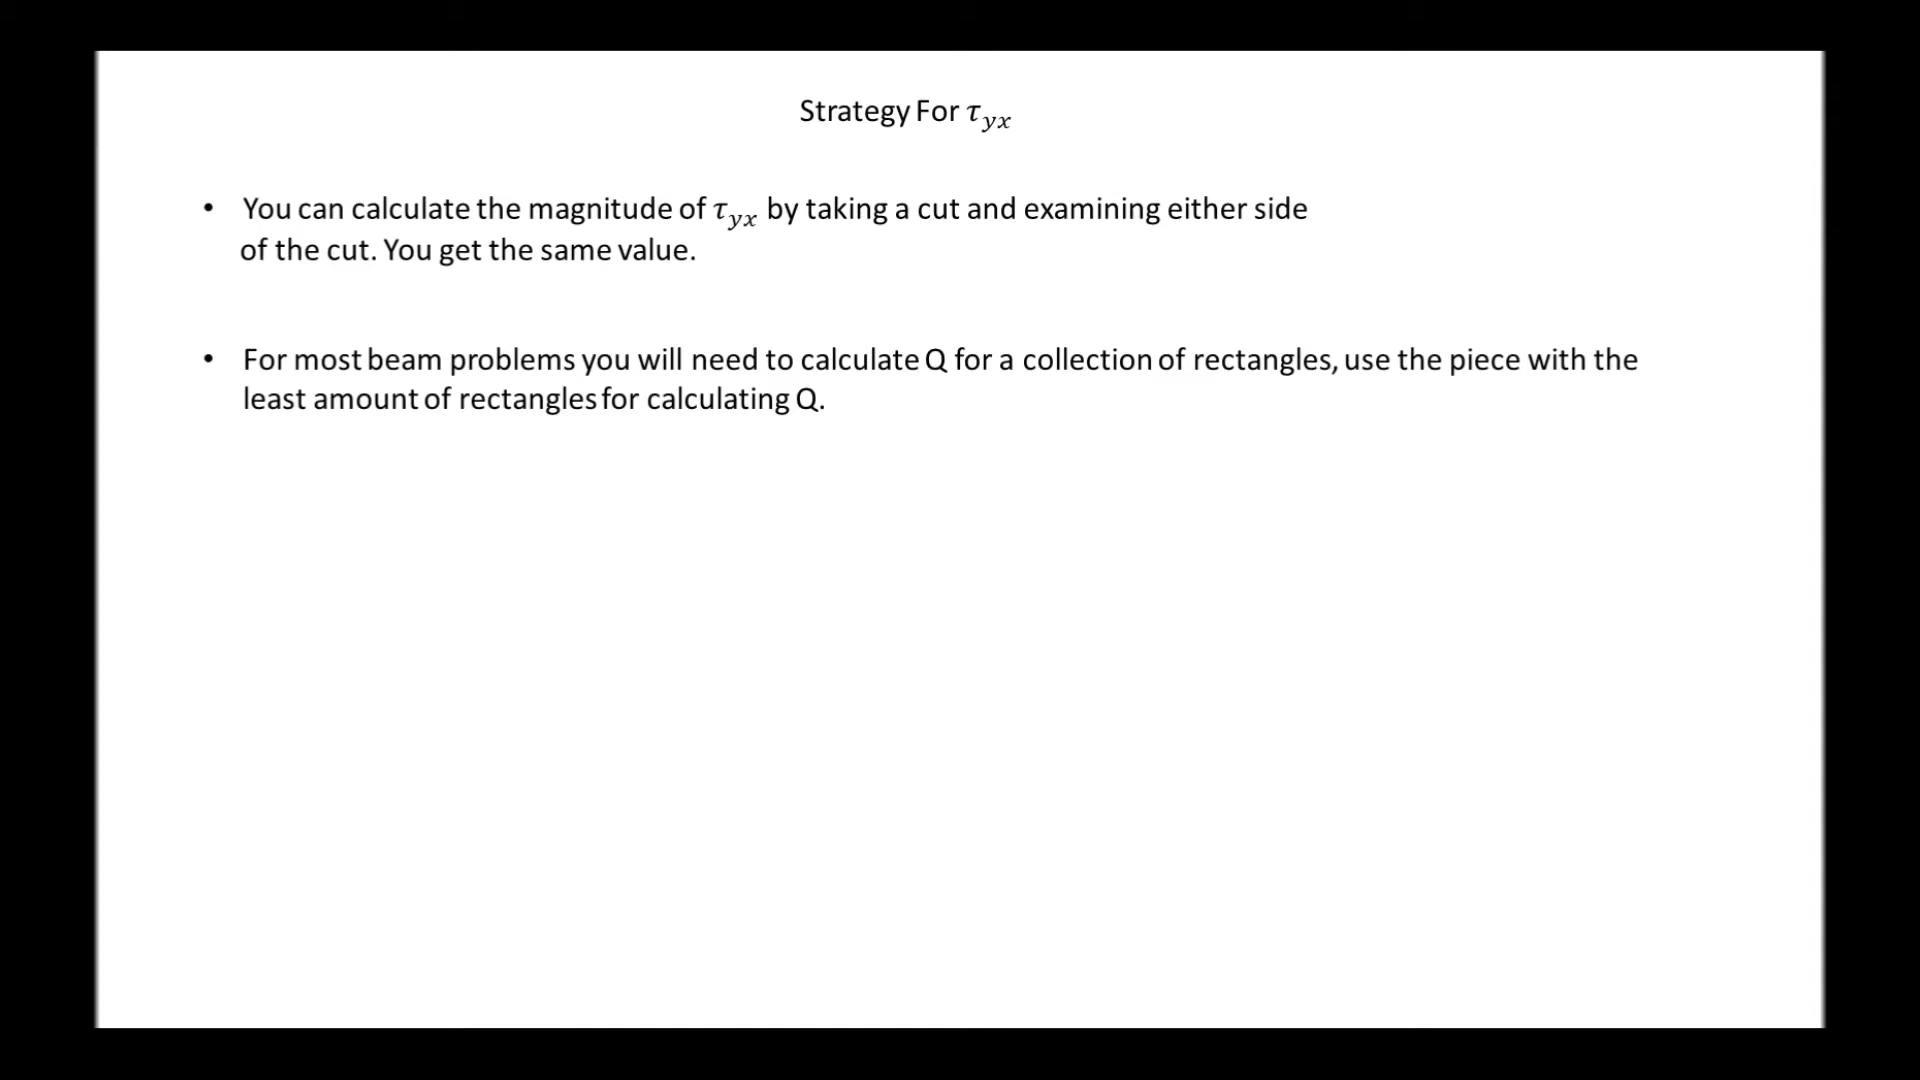 Strategy For τyx
• You can calculate the magnitude of τyx by taking a cut and examining either side
of the cut. You get the same value.
• For most beam problems you will need to calculate Q for a collection of rectangles, use the piece with the
least amount of rectangles for calculating Q.